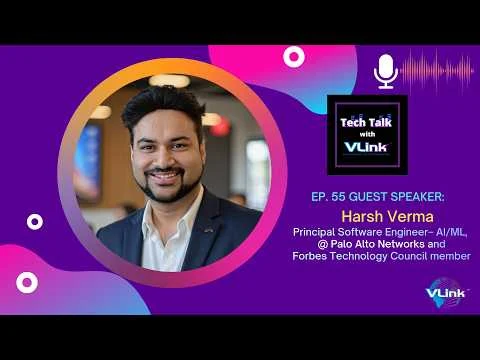 Tech Talk
with
VLink
EP. 55 GUEST SPEAKER:
Harsh Verma
Principal Software Engineer– AI/ML,
@ Palo Alto Networks and
Forbes Technology Council member
VLink